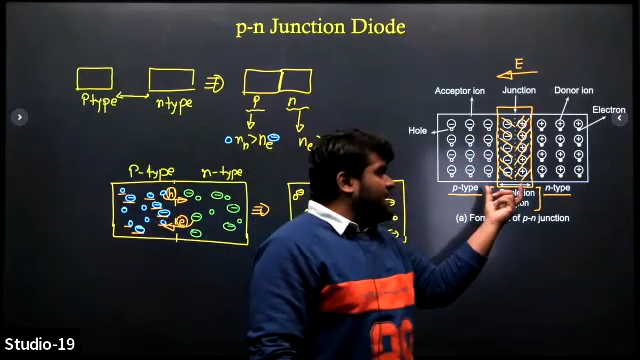 p-n Junction Diode
E
Acceptor ion Junction Donor ion
Electron
Hole
p-type n-type
p n
n_h > n_e
P-type n-type
h
e
p-type n-type
(a) For of p-n junction
Studio-19